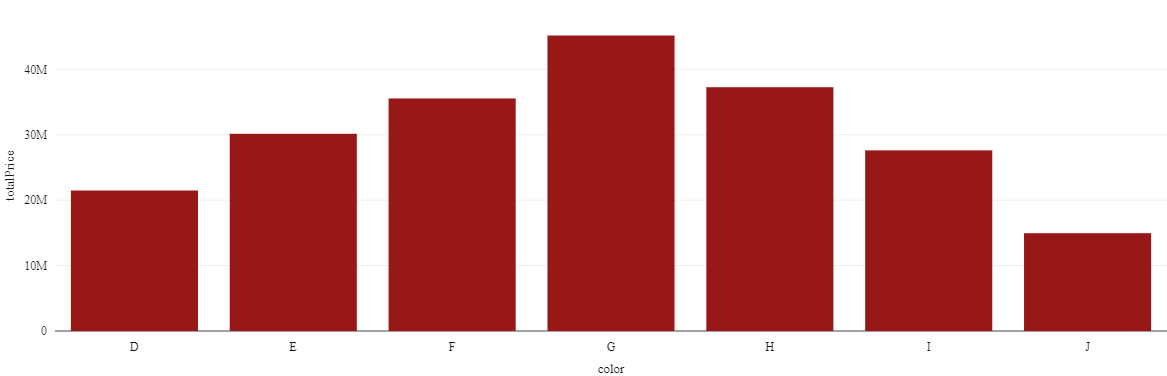 40M
30M
20M
10M
0
totalPrice
D E F G H I J
color